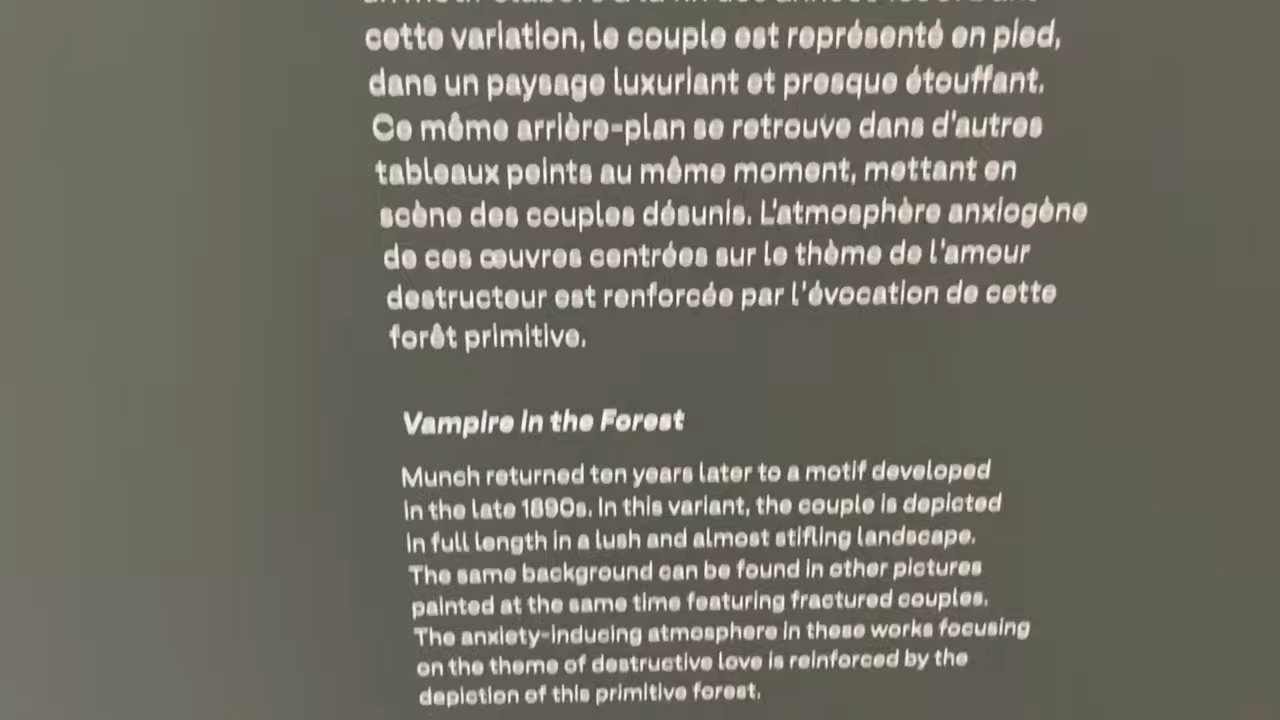 cette variation, le couple est représenté en pied,
dans un paysage luxuriant et presque étouffant.
Ce même arrière-plan se retrouve dans d'autres
tableaux peints au même moment, mettant en
scène des couples désunis. L'atmosphère anxiogène
de ces œuvres centrées sur le thème de l'amour
destructeur est renforcée par l'évocation de cette
forêt primitive.
Vampire in the Forest
Munch returned ten years later to a motif developed
in the late 1890s. In this variant, the couple is depicted
in full length in a lush and almost stifling landscape.
The same background can be found in other pictures
painted at the same time featuring fractured couples.
The anxiety-inducing atmosphere in these works focusing
on the theme of destructive love is reinforced by the
depiction of this primitive forest.